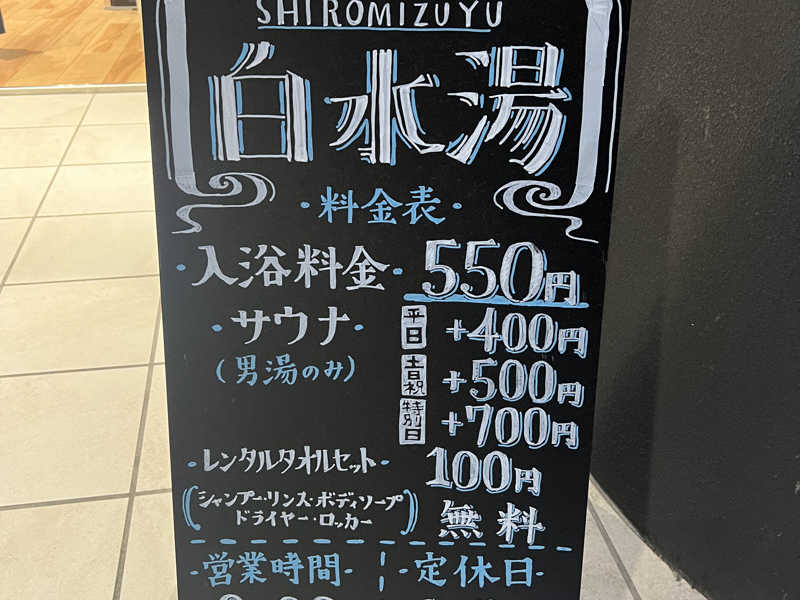 SHIROMIZUYU
白水湯
・料金表・
・入浴料金・ 550円
・サウナ・ 平日 +400円
(男湯のみ) 土日祝 +500円
特別日 +700円
・レンタルタオルセット・ 100円
(シャンプー・リンス・ボディソープ
ドライヤー・ロッカー) 無料
・営業時間・ ・定休日・